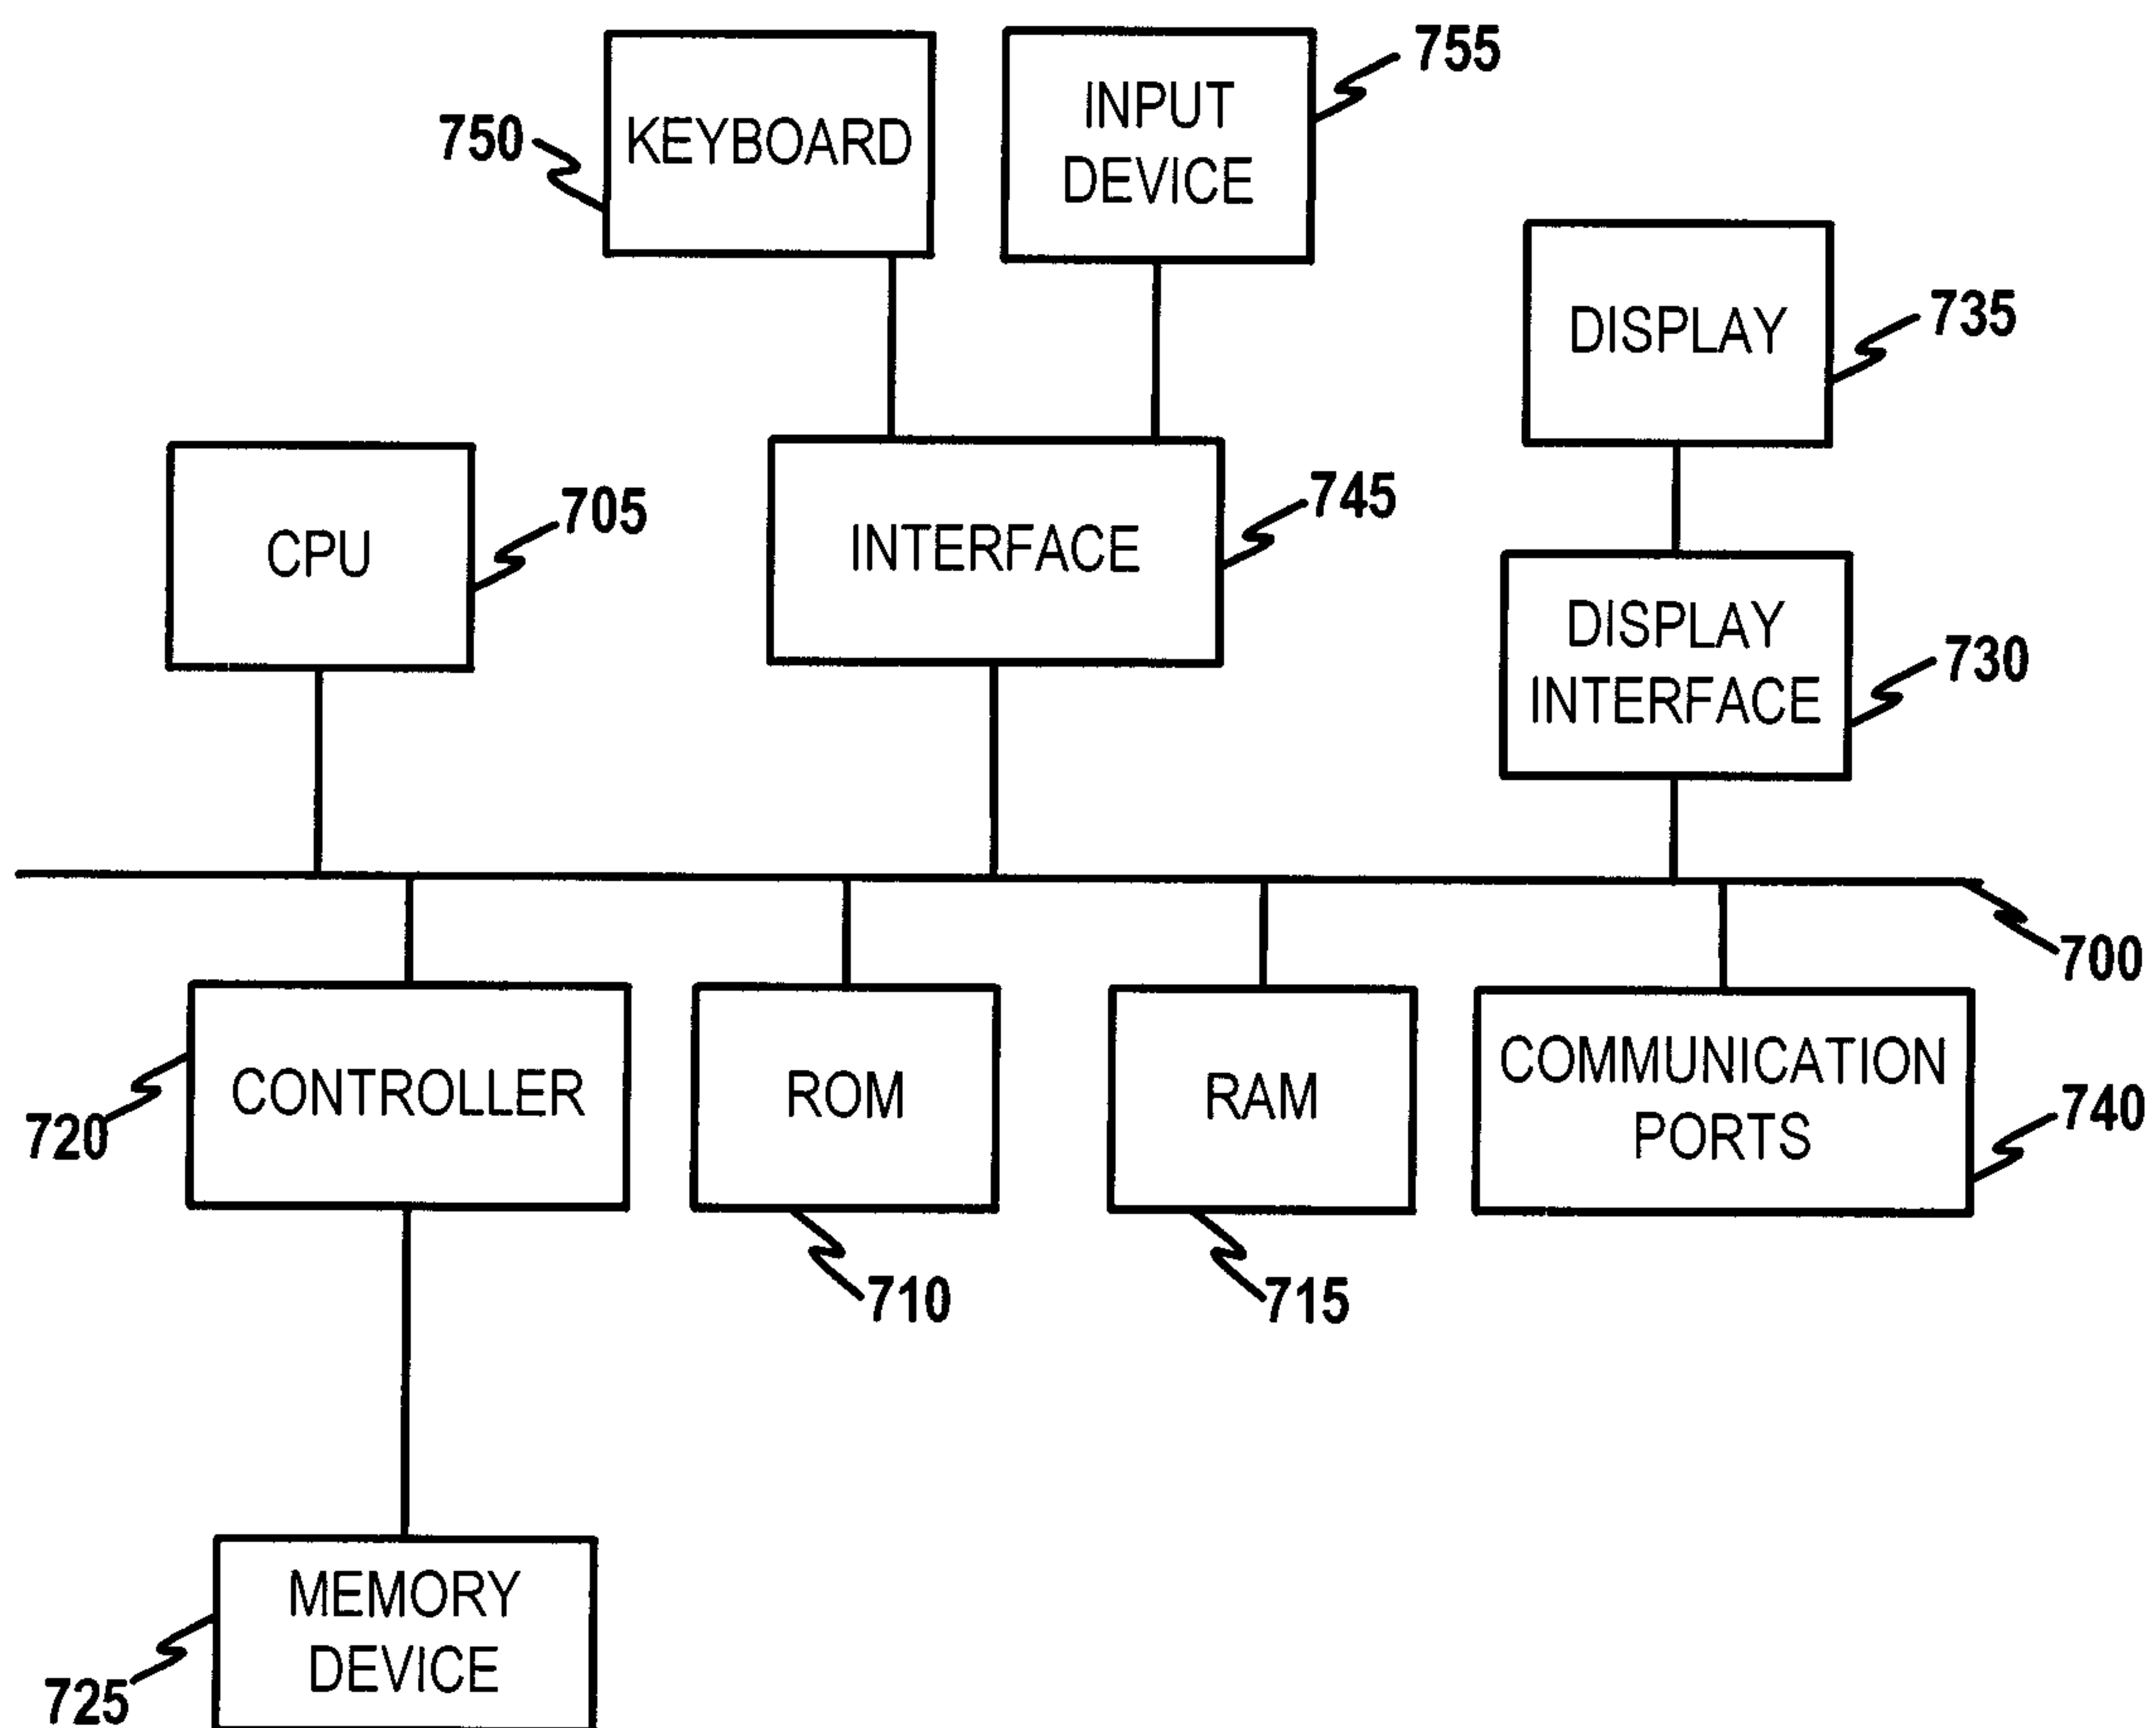 755
INPUT
DEVICE
750
KEYBOARD
735
DISPLAY
745
705
CPU
INTERFACE
DISPLAY
INTERFACE
730
700
CONTROLLER
ROM
RAM
COMMUNICATION
PORTS
740
720
710
715
MEMORY
DEVICE
725